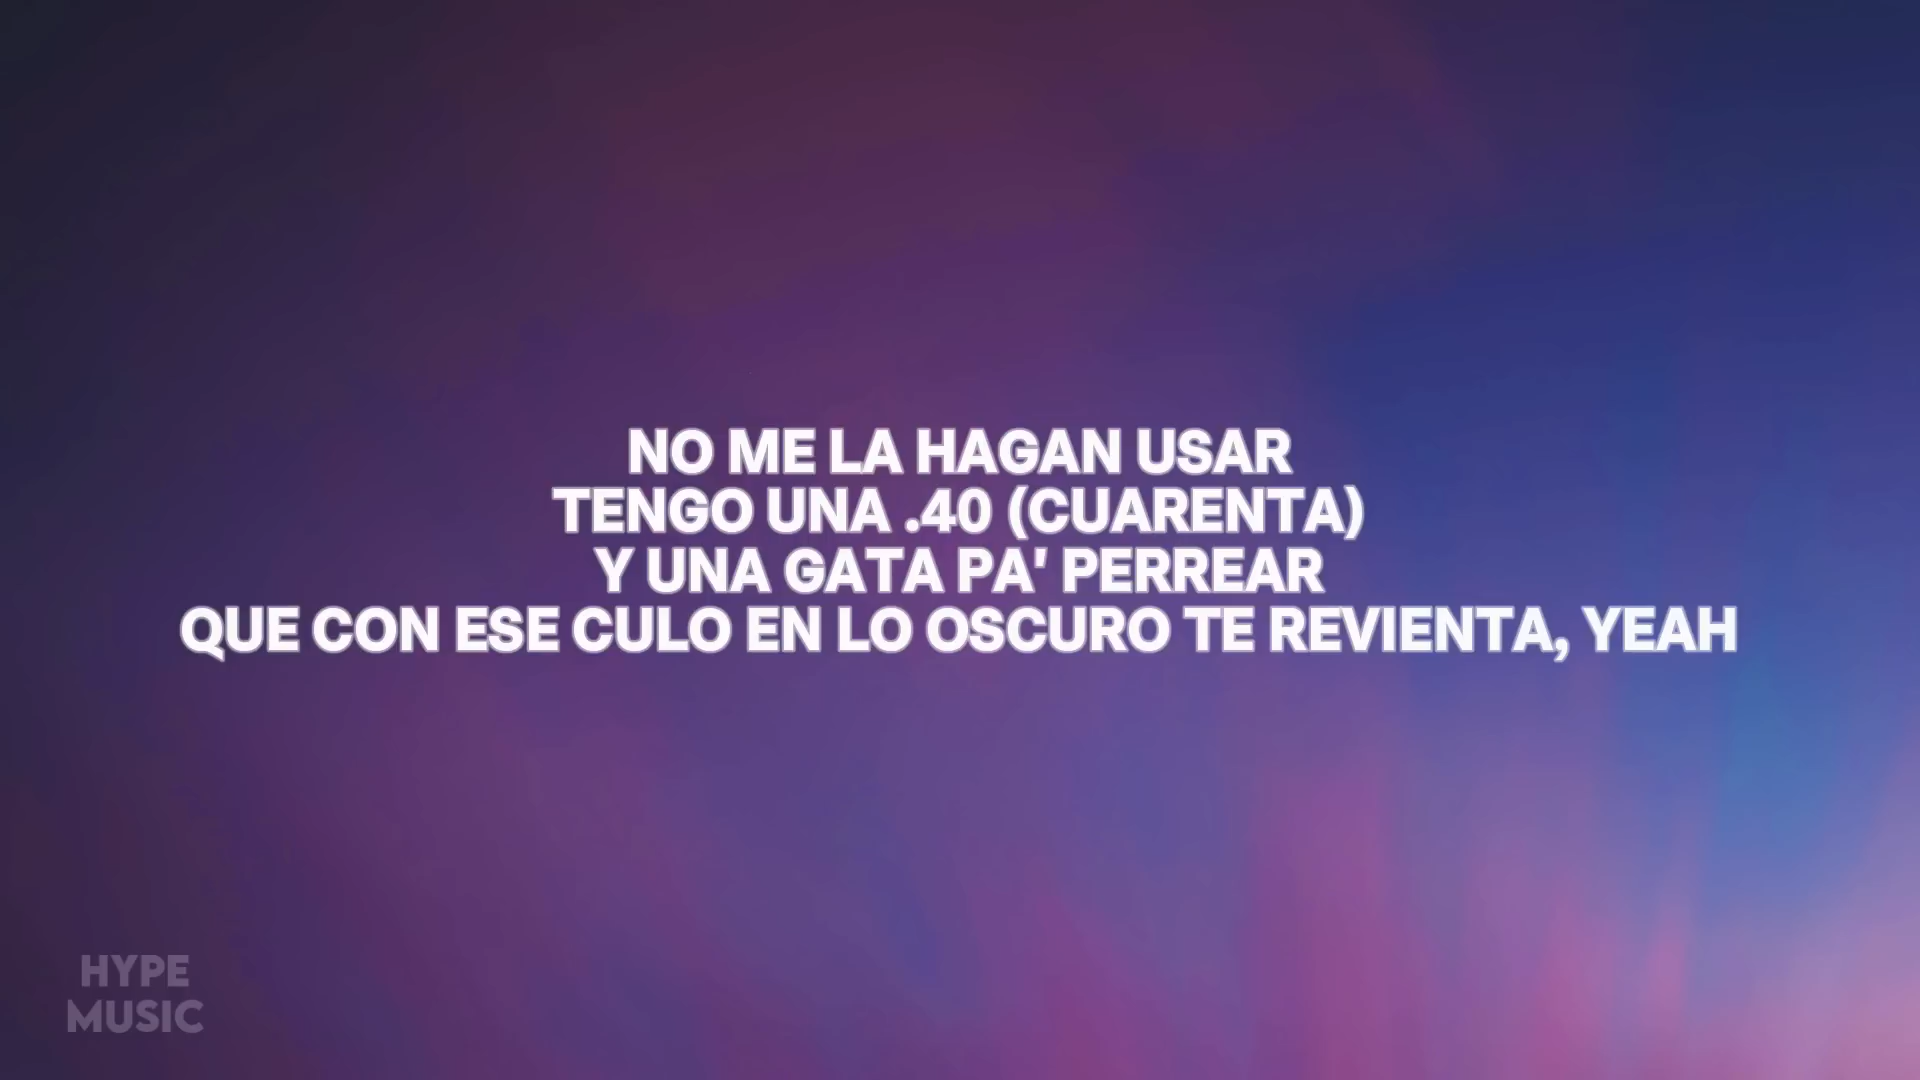 NO ME LA HAGAN USAR
TENGO UNA .40 (CUARENTA)
Y UNA GATA PA' PERREAR
QUE CON ESE CULO EN LO OSCURO TE REVIENTA, YEAH
HYPE
MUSIC